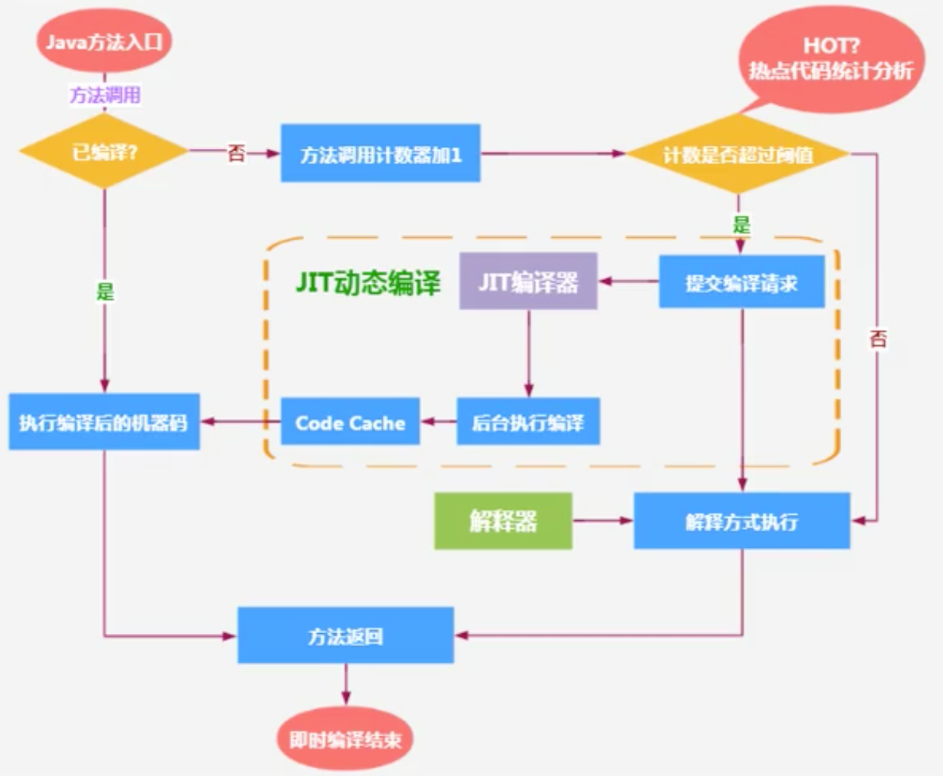 Java方法入口
HOT?
热点代码统计分析
方法调用
已编译?
否
方法调用计数器加1
计数是否超过阈值
是
JIT动态编译
JIT编译器
提交编译请求
是
否
执行编译后的机器码
Code Cache
后台执行编译
解释器
解释方式执行
方法返回
即时编译结束